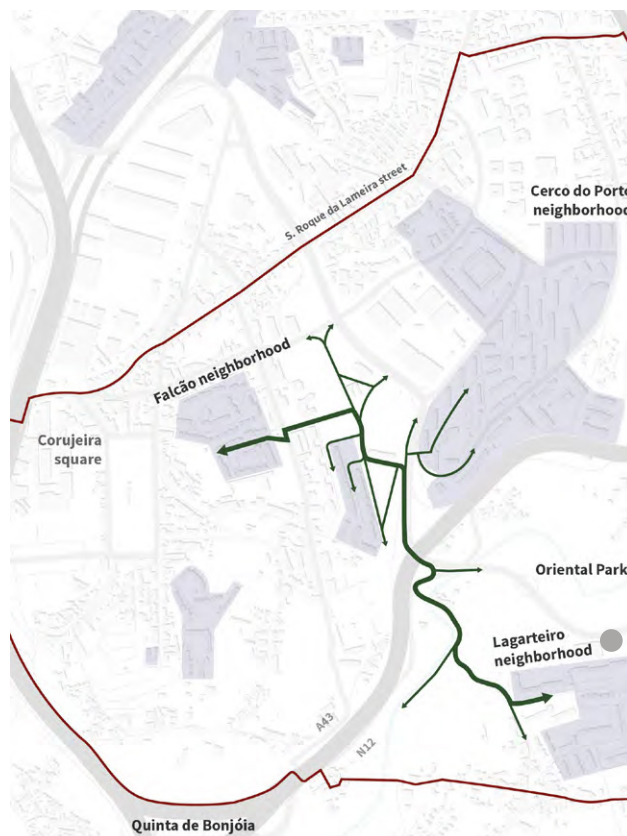 Cerco do Porto
neighborhood
S. Roque da Lameira street
Falcão neighborhood
Corujeira
square
Oriental Park
Lagarteiro
neighborhood
A43
N12
Quinta de Bonjóia